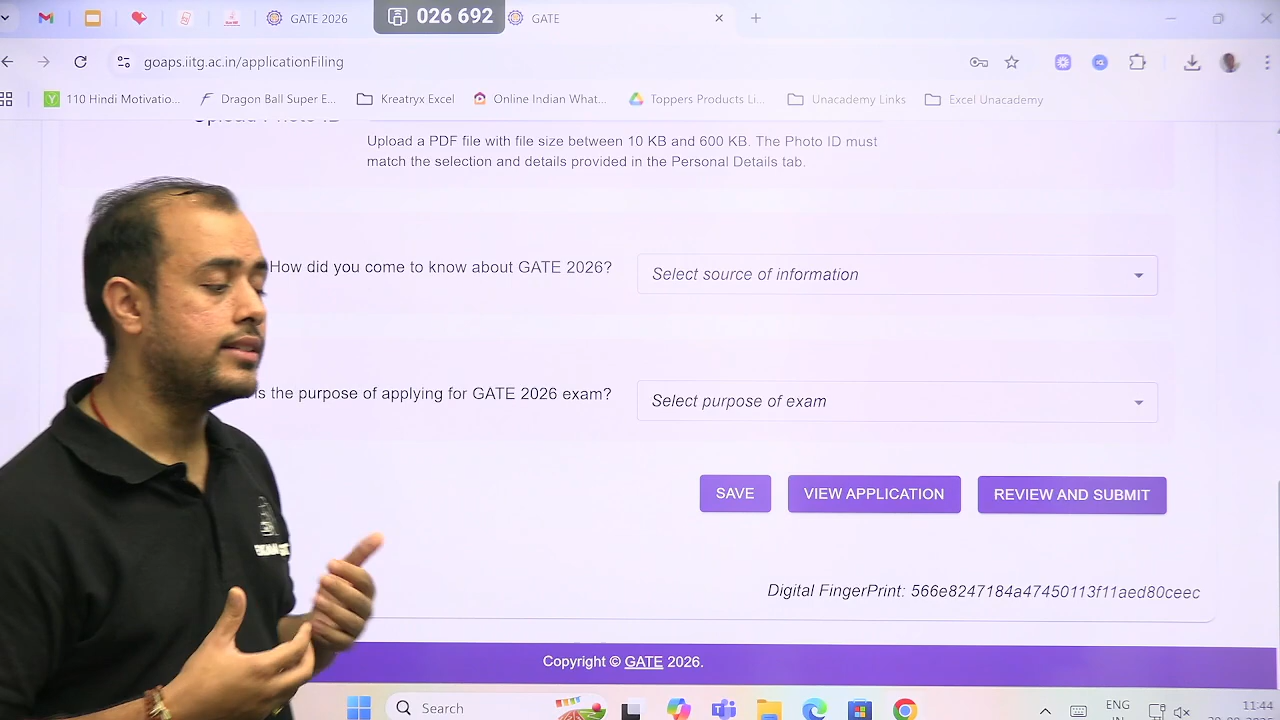 GATE 2026
026 692
GATE
goaps.iitg.ac.in/applicationFiling
110 Hindi Motivatio...
Dragon Ball Super E...
Kreatryx Excel
Online Indian What...
Toppers Products Li...
Unacademy Links
Excel Unacademy
Upload Photo ID
Upload a PDF file with file size between 10 KB and 600 KB. The Photo ID must
match the selection and details provided in the Personal Details tab.
How did you come to know about GATE 2026?
Select source of information
is the purpose of applying for GATE 2026 exam?
Select purpose of exam
SAVE
VIEW APPLICATION
REVIEW AND SUBMIT
Digital FingerPrint: 566e8247184a47450113f11aed80ceec
Copyright © GATE 2026.
Search
ENG
IN
11:44